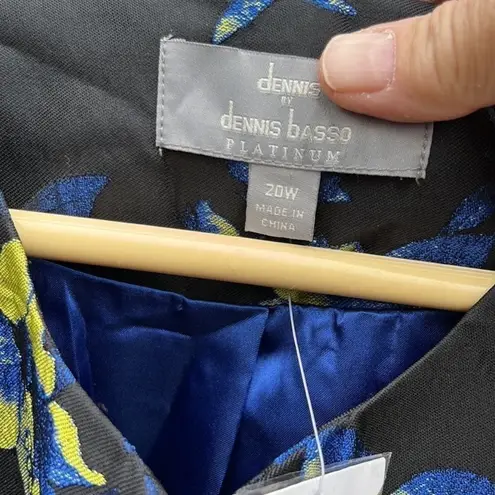 dENNIS
BY
dENNIS basso
PLATINUM
20W
MADE IN
CHINA